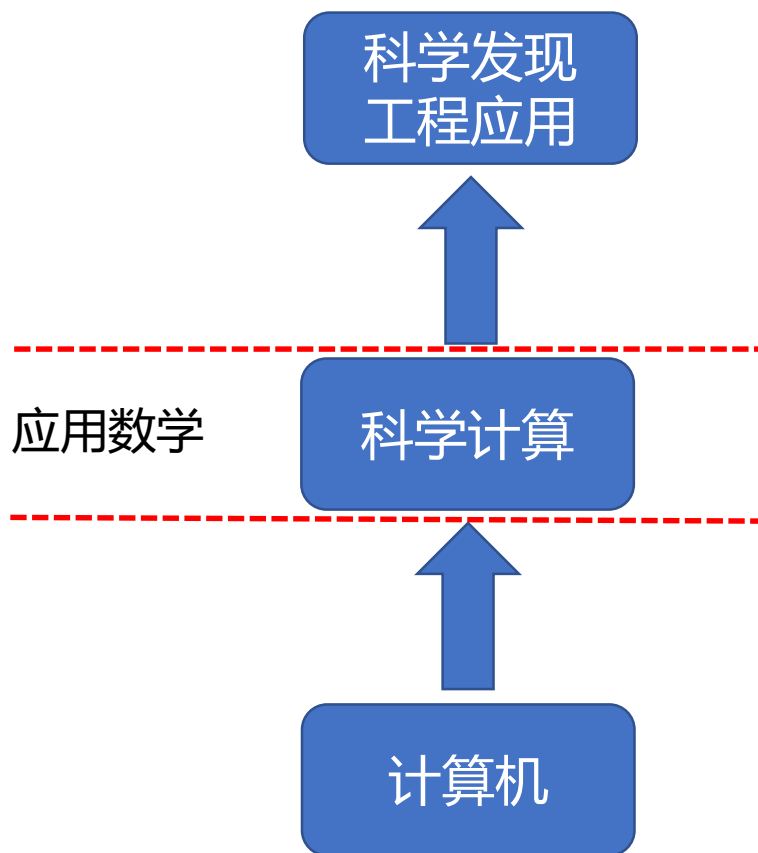 科学发现
工程应用
应用数学
科学计算
计算机